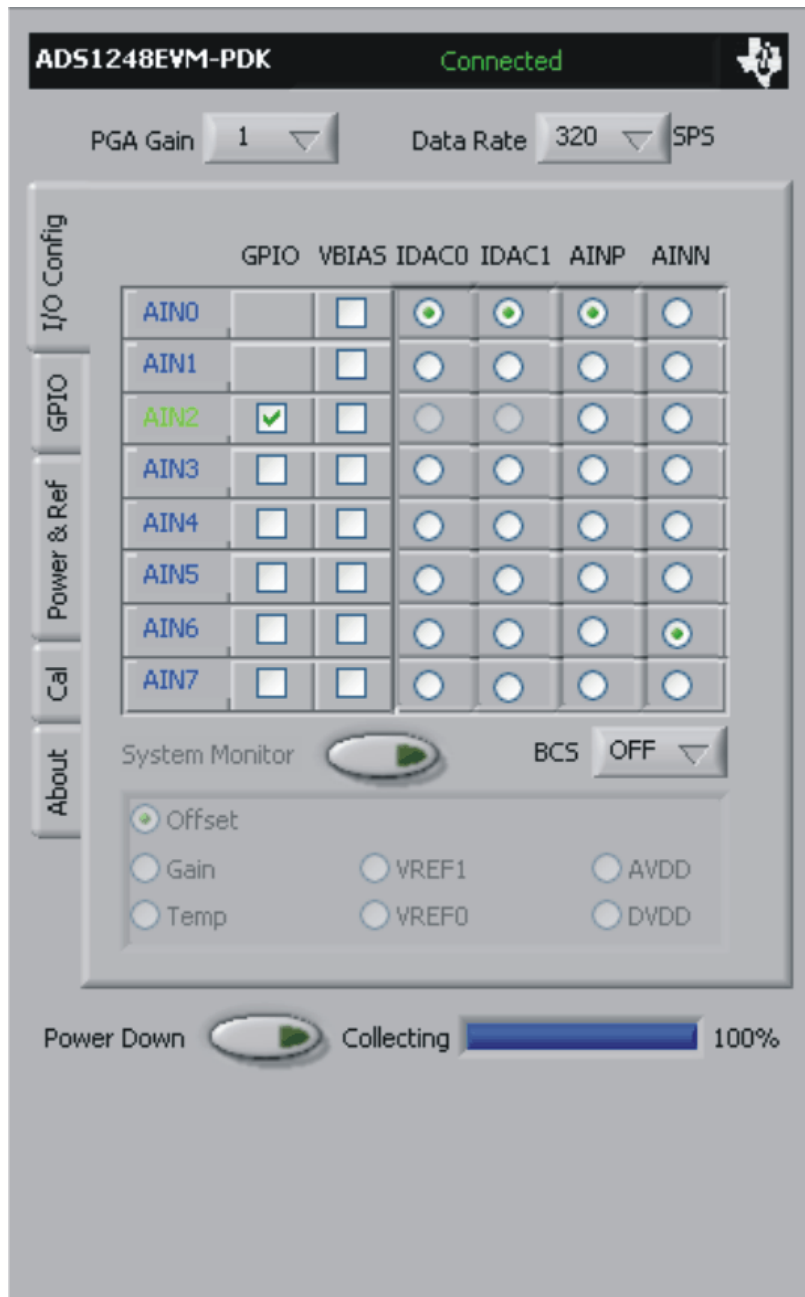 ADS1248EVM-PDK Connected
PGA Gain 1 Data Rate 320 SPS
I/O Config
GPIO
Power & Ref
Cal
About
GPIO VBIAS IDAC0 IDAC1 AINP AINN
AIN0
AIN1
AIN2
AIN3
AIN4
AIN5
AIN6
AIN7
System Monitor BCS OFF
Offset
Gain VREF1 AVDD
Temp VREF0 DVDD
Power Down Collecting 100%